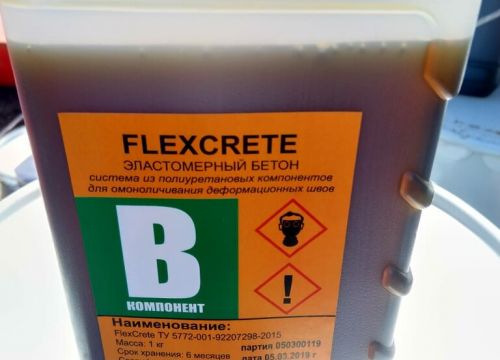 FLEXCRETE
ЭЛАСТОМЕРНЫЙ БЕТОН
система из полиуретановых компонентов
для омоноличивания деформационных швов
В
КОМПОНЕНТ
Наименование:
FlexCrete ТУ 5772-001-92207298-2015
Масса: 1 кг партия 050300119
Срок хранения: 6 месяцев дата 05.03.2019 г